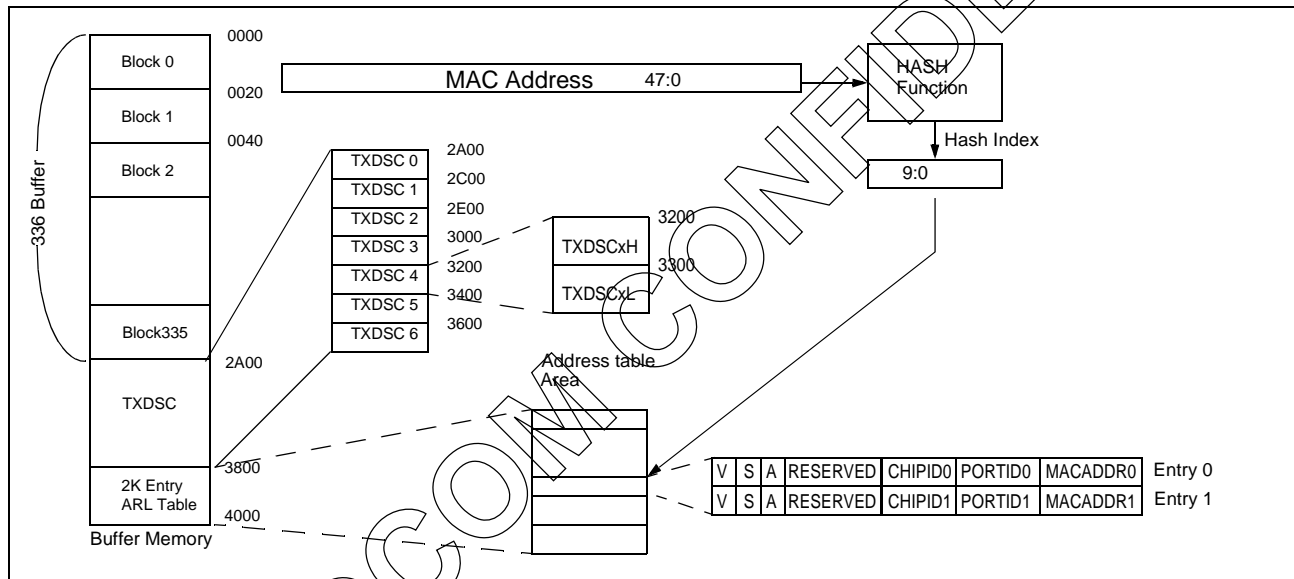 336 Buffer
Block 0
Block 1
Block 2
Block335
TXDSC
2K Entry
ARL Table
Buffer Memory
0000
0020
0040
2A00
3800
4000
MAC Address 47:0
HASH
Function
Hash Index
9:0
TXDSC 0
TXDSC 1
TXDSC 2
TXDSC 3
TXDSC 4
TXDSC 5
TXDSC 6
2A00
2C00
2E00
3000
3200
3400
3600
TXDSCxH
TXDSCxL
3200
3300
Address table
Area
V S A RESERVED CHIPID0 PORTID0 MACADDR0 Entry 0
V S A RESERVED CHIPID1 PORTID1 MACADDR1 Entry 1